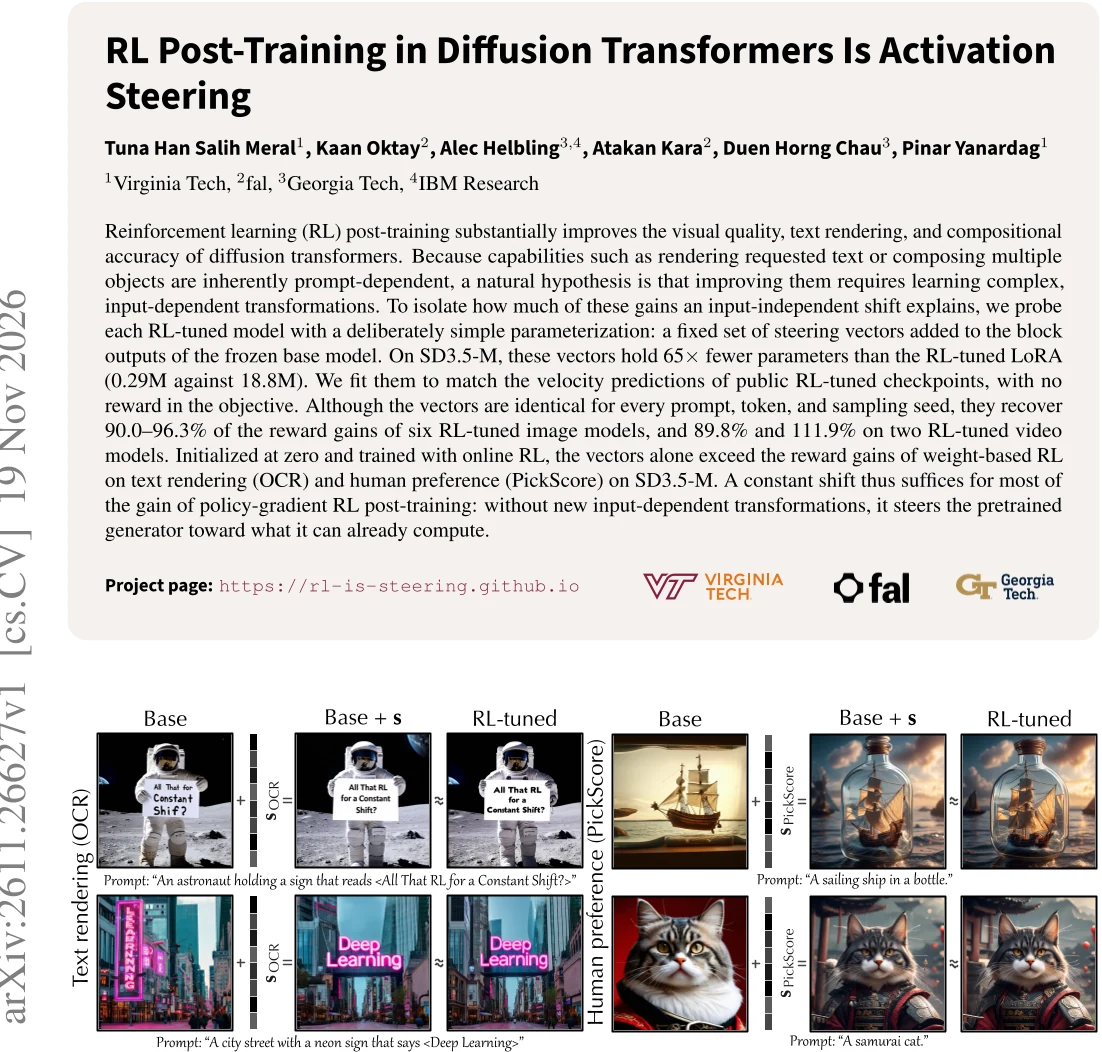 RL Post-Training in Diffusion Transformers Is Activation
Steering
Tuna Han Salih Meral1, Kaan Oktay2, Alec Helbling3,4, Atakan Kara2, Duen Horng Chau3, Pinar Yanardag1
1Virginia Tech, 2fal, 3Georgia Tech, 4IBM Research
Reinforcement learning (RL) post-training substantially improves the visual quality, text rendering, and compositional
accuracy of diffusion transformers. Because capabilities such as rendering requested text or composing multiple
objects are inherently prompt-dependent, a natural hypothesis is that improving them requires learning complex,
input-dependent transformations. To isolate how much of these gains an input-independent shift explains, we probe
each RL-tuned model with a deliberately simple parameterization: a fixed set of steering vectors added to the block
outputs of the frozen base model. On SD3.5-M, these vectors hold 65× fewer parameters than the RL-tuned LoRA
(0.29M against 18.8M). We fit them to match the velocity predictions of public RL-tuned checkpoints, with no
reward in the objective. Although the vectors are identical for every prompt, token, and sampling seed, they recover
90.0–96.3% of the reward gains of six RL-tuned image models, and 89.8% and 111.9% on two RL-tuned video
models. Initialized at zero and trained with online RL, the vectors alone exceed the reward gains of weight-based RL
on text rendering (OCR) and human preference (PickScore) on SD3.5-M. A constant shift thus suffices for most of
the gain of policy-gradient RL post-training: without new input-dependent transformations, it steers the pretrained
generator toward what it can already compute.
Project page: https://rl-is-steering.github.io
VT VIRGINIA
TECH
fal
GT Georgia
Tech
arXiv:2611.26627v1 [cs.CV] 19 Nov 2026
Text rendering (OCR)
Base
Base + s
RL-tuned
All That for
Constant
Shif?
+
s OCR
=
All That RL
for a Constant
Shift?
≈
All That RL
for a
Constant Shift?
Prompt: “An astronaut holding a sign that reads <All That RL for a Constant Shift?>”
+
s OCR
=
Deep
Learning
≈
Deep
Learning
Prompt: “A city street with a neon sign that says <Deep Learning>”
Human preference (PickScore)
Base
Base + s
RL-tuned
+
s PickScore
=
≈
Prompt: “A sailing ship in a bottle.”
+
s PickScore
=
≈
Prompt: “A samurai cat.”